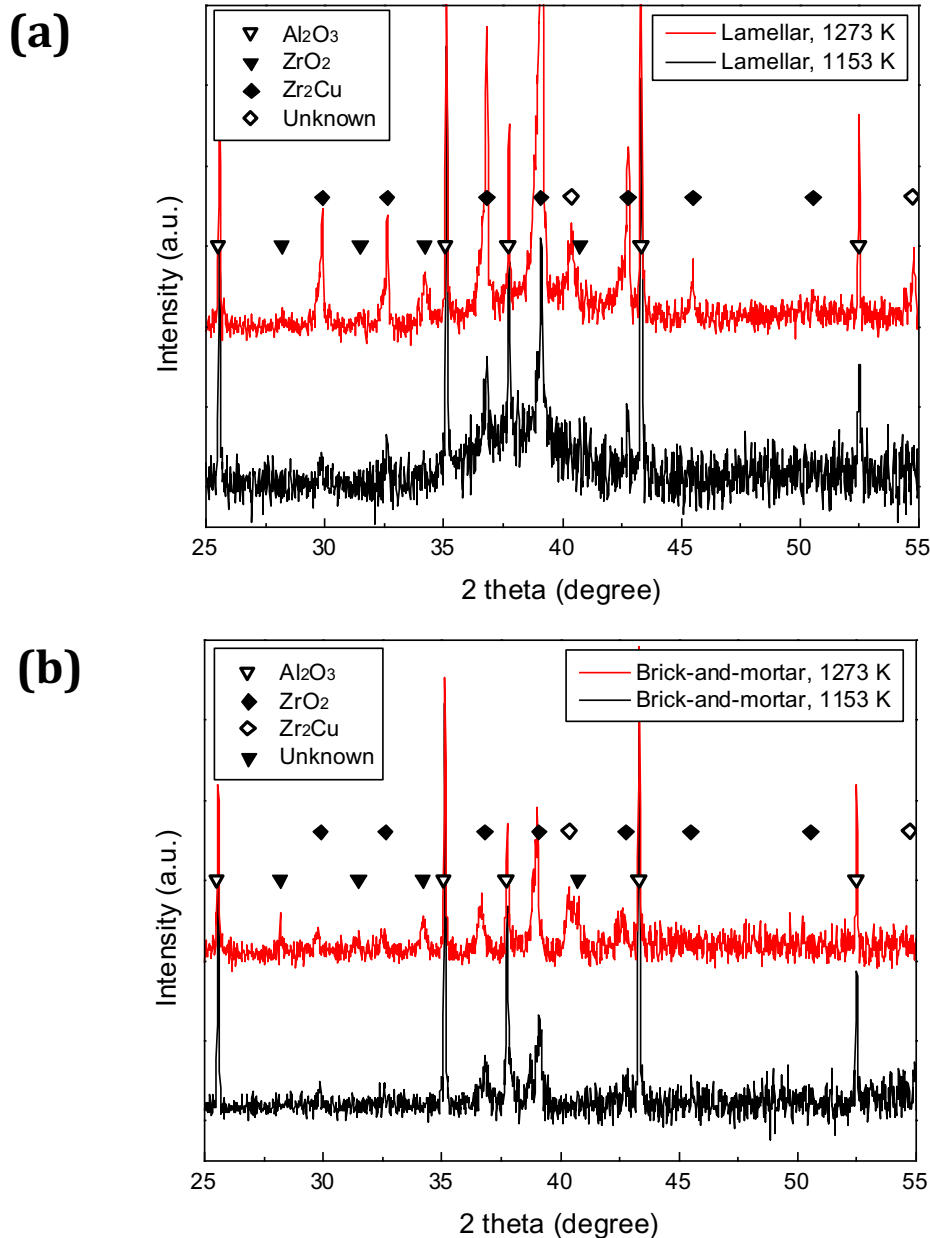 (a)
Al2O3
ZrO2
Zr2Cu
Unknown
Lamellar, 1273 K
Lamellar, 1153 K
Intensity (a.u.)
25 30 35 40 45 50 55
2 theta (degree)
(b)
Al2O3
ZrO2
Zr2Cu
Unknown
Brick-and-mortar, 1273 K
Brick-and-mortar, 1153 K
Intensity (a.u.)
25 30 35 40 45 50 55
2 theta (degree)